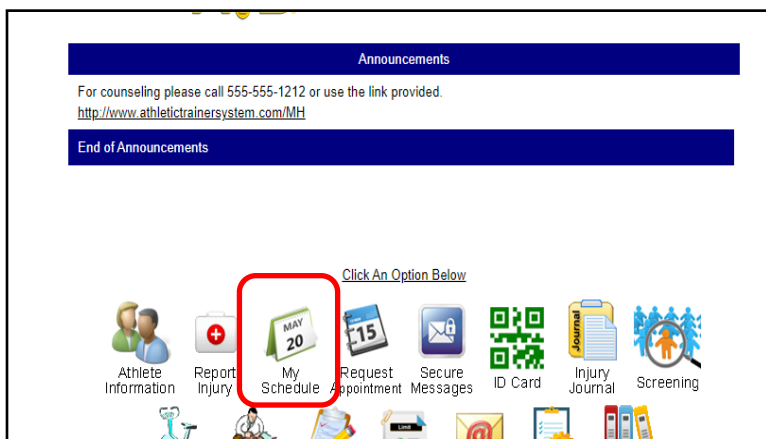 Announcements
For counseling please call 555-555-1212 or use the link provided.
http://www.athletictrainersystem.com/MH
End of Announcements
Click An Option Below
MAY
20
15
Journal
Athlete Information
Report Injury
My Schedule
Request Appointment
Secure Messages
ID Card
Injury Journal
Screening
Limit